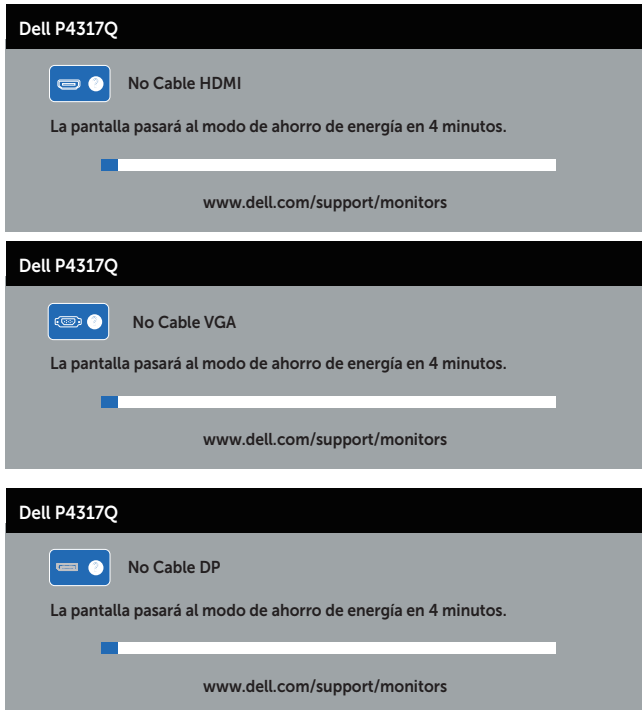 Dell P4317Q
No Cable HDMI
La pantalla pasará al modo de ahorro de energía en 4 minutos.
www.dell.com/support/monitors
Dell P4317Q
No Cable VGA
La pantalla pasará al modo de ahorro de energía en 4 minutos.
www.dell.com/support/monitors
Dell P4317Q
No Cable DP
La pantalla pasará al modo de ahorro de energía en 4 minutos.
www.dell.com/support/monitors